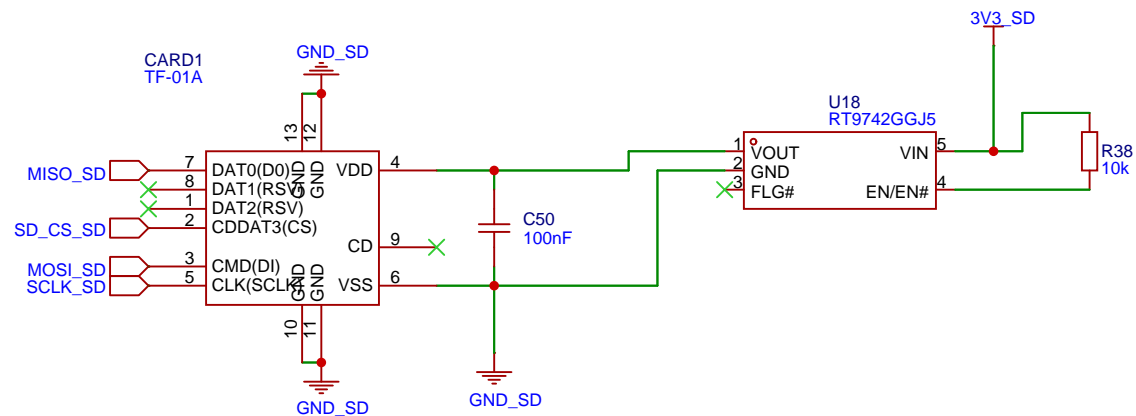 3V3_SD
GND_SD
CARD1
TF-01A
13
12
U18
RT9742GGJ5
MISO_SD
7
DAT0(D0)
GND
GND
VDD
4
1
VOUT
VIN
5
R38
10k
8
DAT1(RSV)
2
GND
1
DAT2(RSV)
3
FLG#
EN/EN#
4
SD_CS_SD
2
CDDAT3(CS)
C50
100nF
CD
9
MOSI_SD
3
CMD(DI)
SCLK_SD
5
CLK(SCLK)
GND
GND
VSS
6
10
11
GND_SD
GND_SD